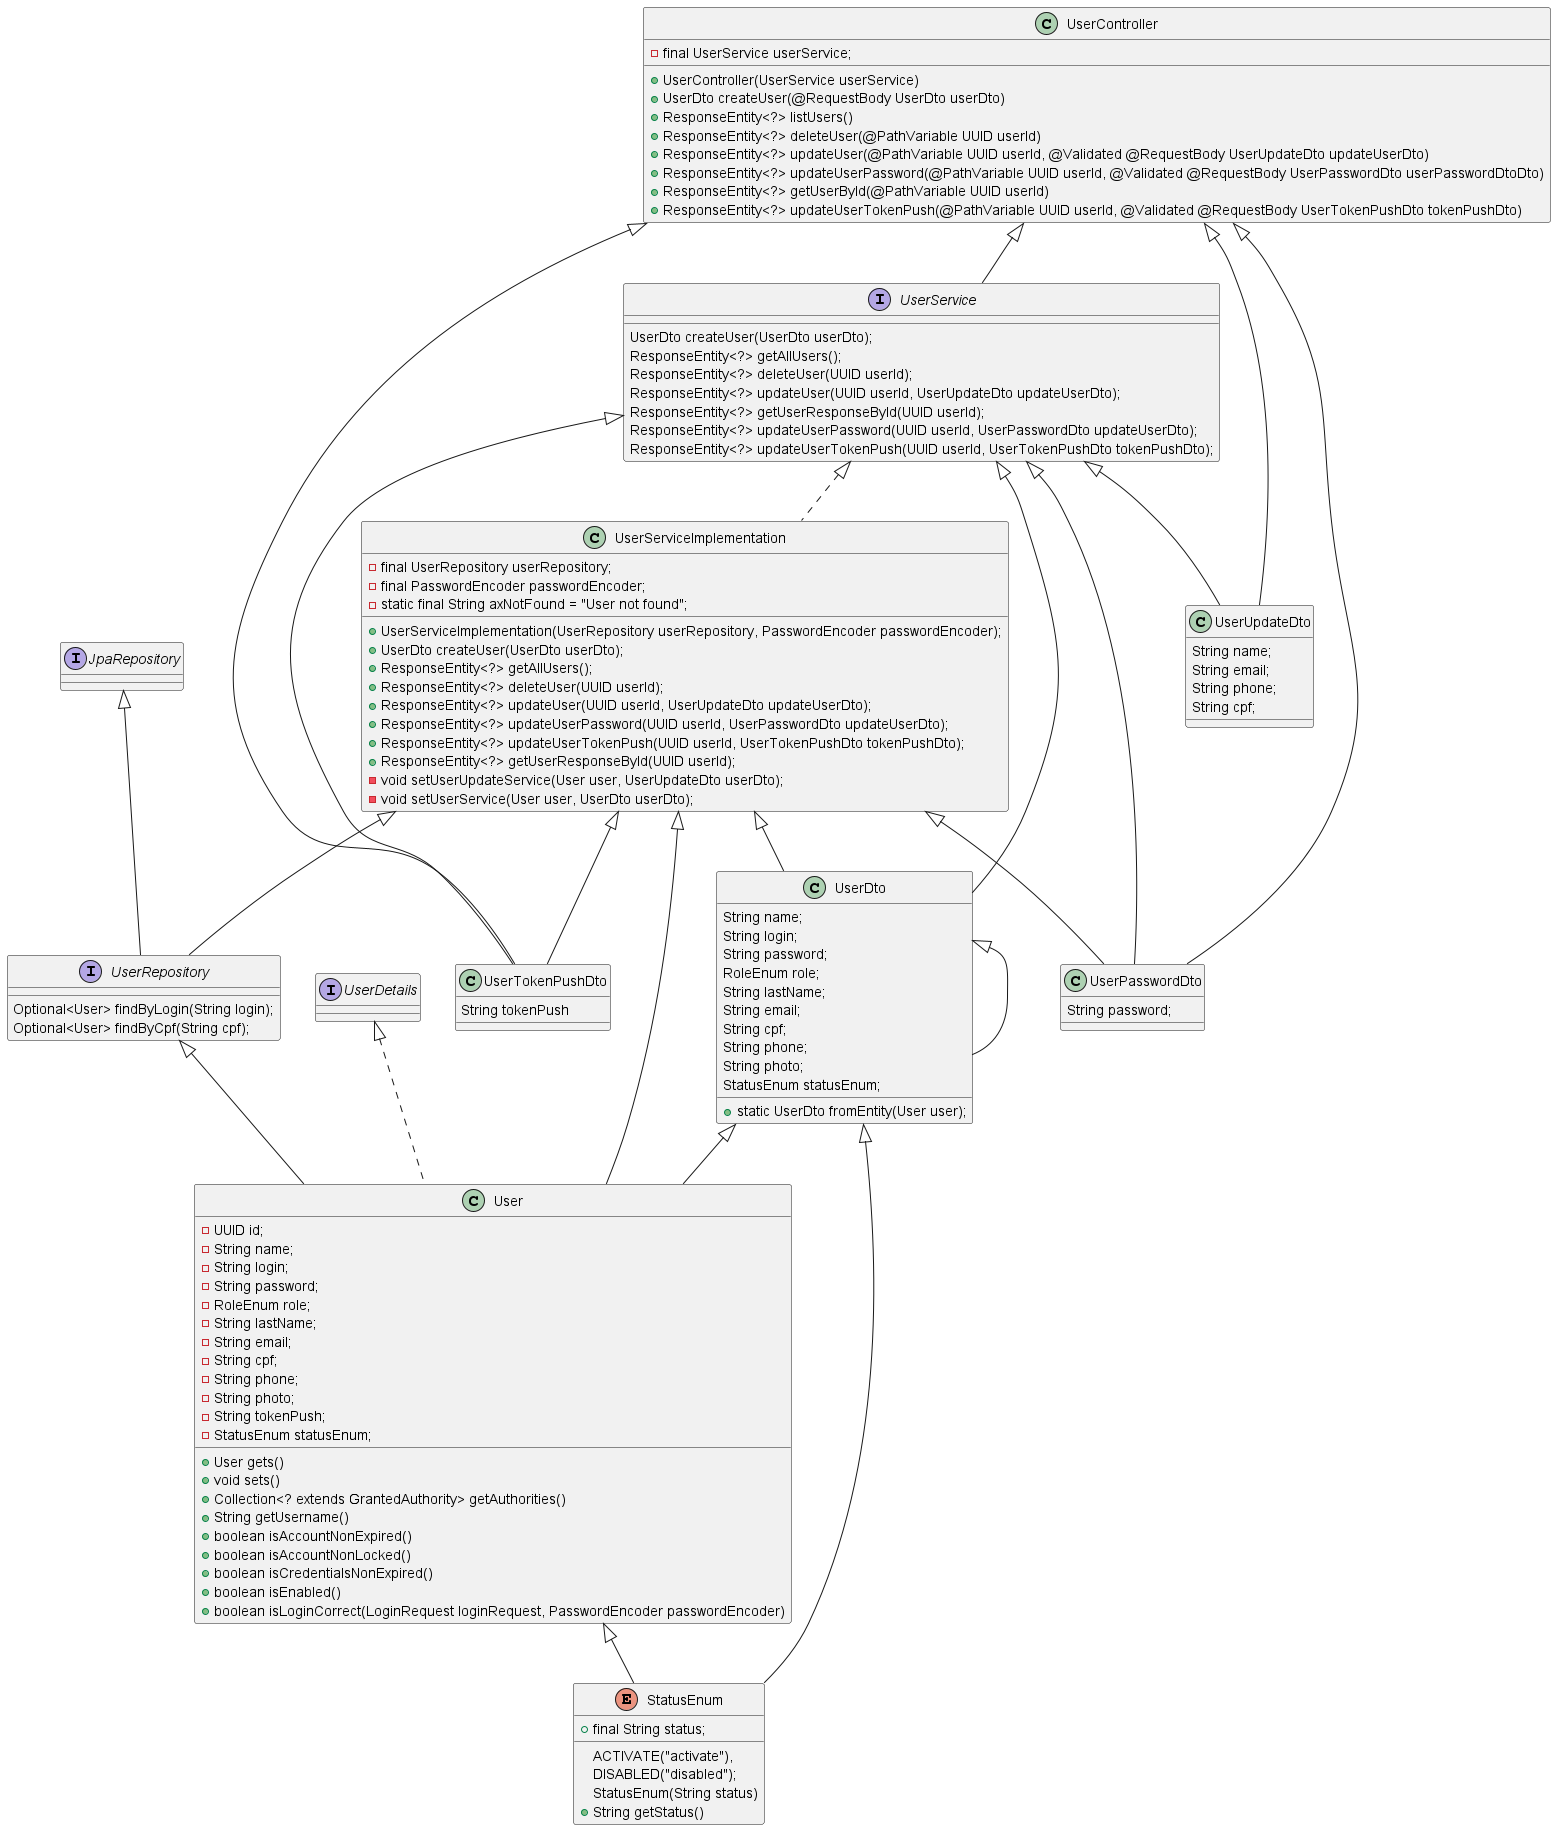 C UserController
final UserService userService;
UserController(UserService userService)
UserDto createUser(@RequestBody UserDto userDto)
ResponseEntity<?> listUsers()
ResponseEntity<?> deleteUser(@PathVariable UUID userId)
ResponseEntity<?> updateUser(@PathVariable UUID userId, @Validated @RequestBody UserUpdateDto updateUserDto)
ResponseEntity<?> updateUserPassword(@PathVariable UUID userId, @Validated @RequestBody UserPasswordDto userPasswordDtoDto)
ResponseEntity<?> getUserById(@PathVariable UUID userId)
ResponseEntity<?> updateUserTokenPush(@PathVariable UUID userId, @Validated @RequestBody UserTokenPushDto tokenPushDto)
I UserService
UserDto createUser(UserDto userDto);
ResponseEntity<?> getAllUsers();
ResponseEntity<?> deleteUser(UUID userId);
ResponseEntity<?> updateUser(UUID userId, UserUpdateDto updateUserDto);
ResponseEntity<?> getUserResponseById(UUID userId);
ResponseEntity<?> updateUserPassword(UUID userId, UserPasswordDto updateUserDto);
ResponseEntity<?> updateUserTokenPush(UUID userId, UserTokenPushDto tokenPushDto);
C UserServiceImplementation
final UserRepository userRepository;
final PasswordEncoder passwordEncoder;
static final String axNotFound = "User not found";
UserServiceImplementation(UserRepository userRepository, PasswordEncoder passwordEncoder);
UserDto createUser(UserDto userDto);
ResponseEntity<?> getAllUsers();
ResponseEntity<?> deleteUser(UUID userId);
ResponseEntity<?> updateUser(UUID userId, UserUpdateDto updateUserDto);
ResponseEntity<?> updateUserPassword(UUID userId, UserPasswordDto updateUserDto);
ResponseEntity<?> updateUserTokenPush(UUID userId, UserTokenPushDto tokenPushDto);
ResponseEntity<?> getUserResponseById(UUID userId);
void setUserUpdateService(User user, UserUpdateDto userDto);
void setUserService(User user, UserDto userDto);
C UserUpdateDto
String name;
String email;
String phone;
String cpf;
I JpaRepository
C UserDto
String name;
String login;
String password;
RoleEnum role;
String lastName;
String email;
String cpf;
String phone;
String photo;
StatusEnum statusEnum;
static UserDto fromEntity(User user);
I UserRepository
Optional<User> findByLogin(String login);
Optional<User> findByCpf(String cpf);
I UserDetails
C UserTokenPushDto
String tokenPush
C UserPasswordDto
String password;
C User
UUID id;
String name;
String login;
String password;
RoleEnum role;
String lastName;
String email;
String cpf;
String phone;
String photo;
String tokenPush;
StatusEnum statusEnum;
User gets()
void sets()
Collection<? extends GrantedAuthority> getAuthorities()
String getUsername()
boolean isAccountNonExpired()
boolean isAccountNonLocked()
boolean isCredentialsNonExpired()
boolean isEnabled()
boolean isLoginCorrect(LoginRequest loginRequest, PasswordEncoder passwordEncoder)
E StatusEnum
final String status;
ACTIVATE("activate"),
DISABLED("disabled");
StatusEnum(String status)
String getStatus()